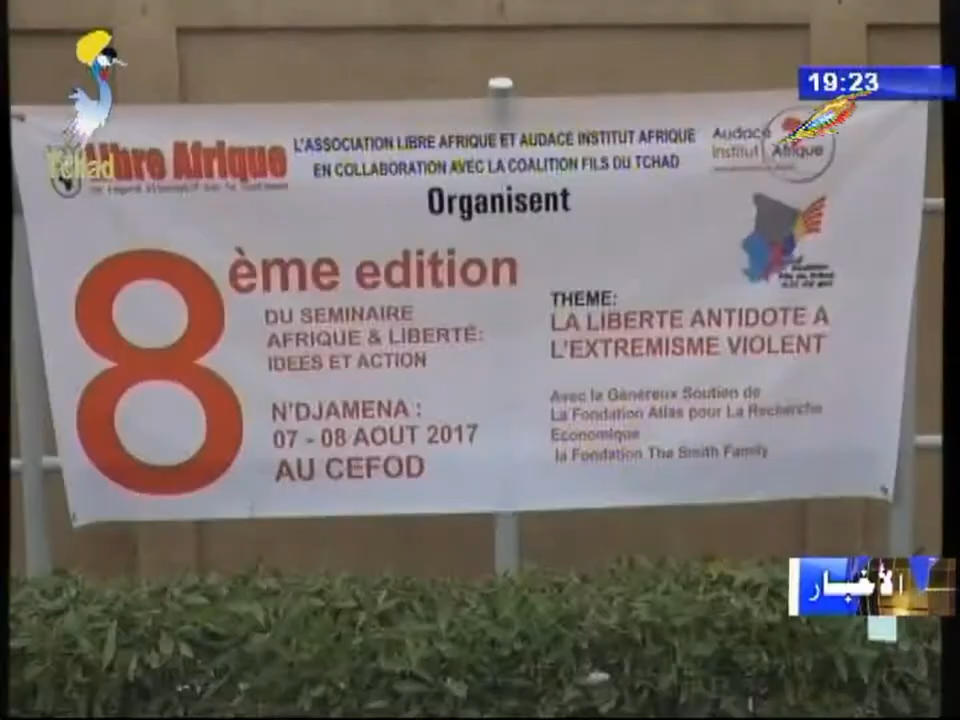 19:23
Tchad
Libre Afrique
L'ASSOCIATION LIBRE AFRIQUE ET AUDACE INSTITUT AFRIQUE
EN COLLABORATION AVEC LA COALITION FILS DU TCHAD
Audace
Institut Afrique
Organisent
8ème edition
DU SEMINAIRE
AFRIQUE & LIBERTÉ:
IDEES ET ACTION
N'DJAMENA :
07 - 08 AOUT 2017
AU CEFOD
THEME:
LA LIBERTE ANTIDOTE A
L'EXTREMISME VIOLENT
Avec le Généreux Soutien de
La Fondation Atlas pour La Recherche
Economique
la Fondation The Smith Family
الأخبار